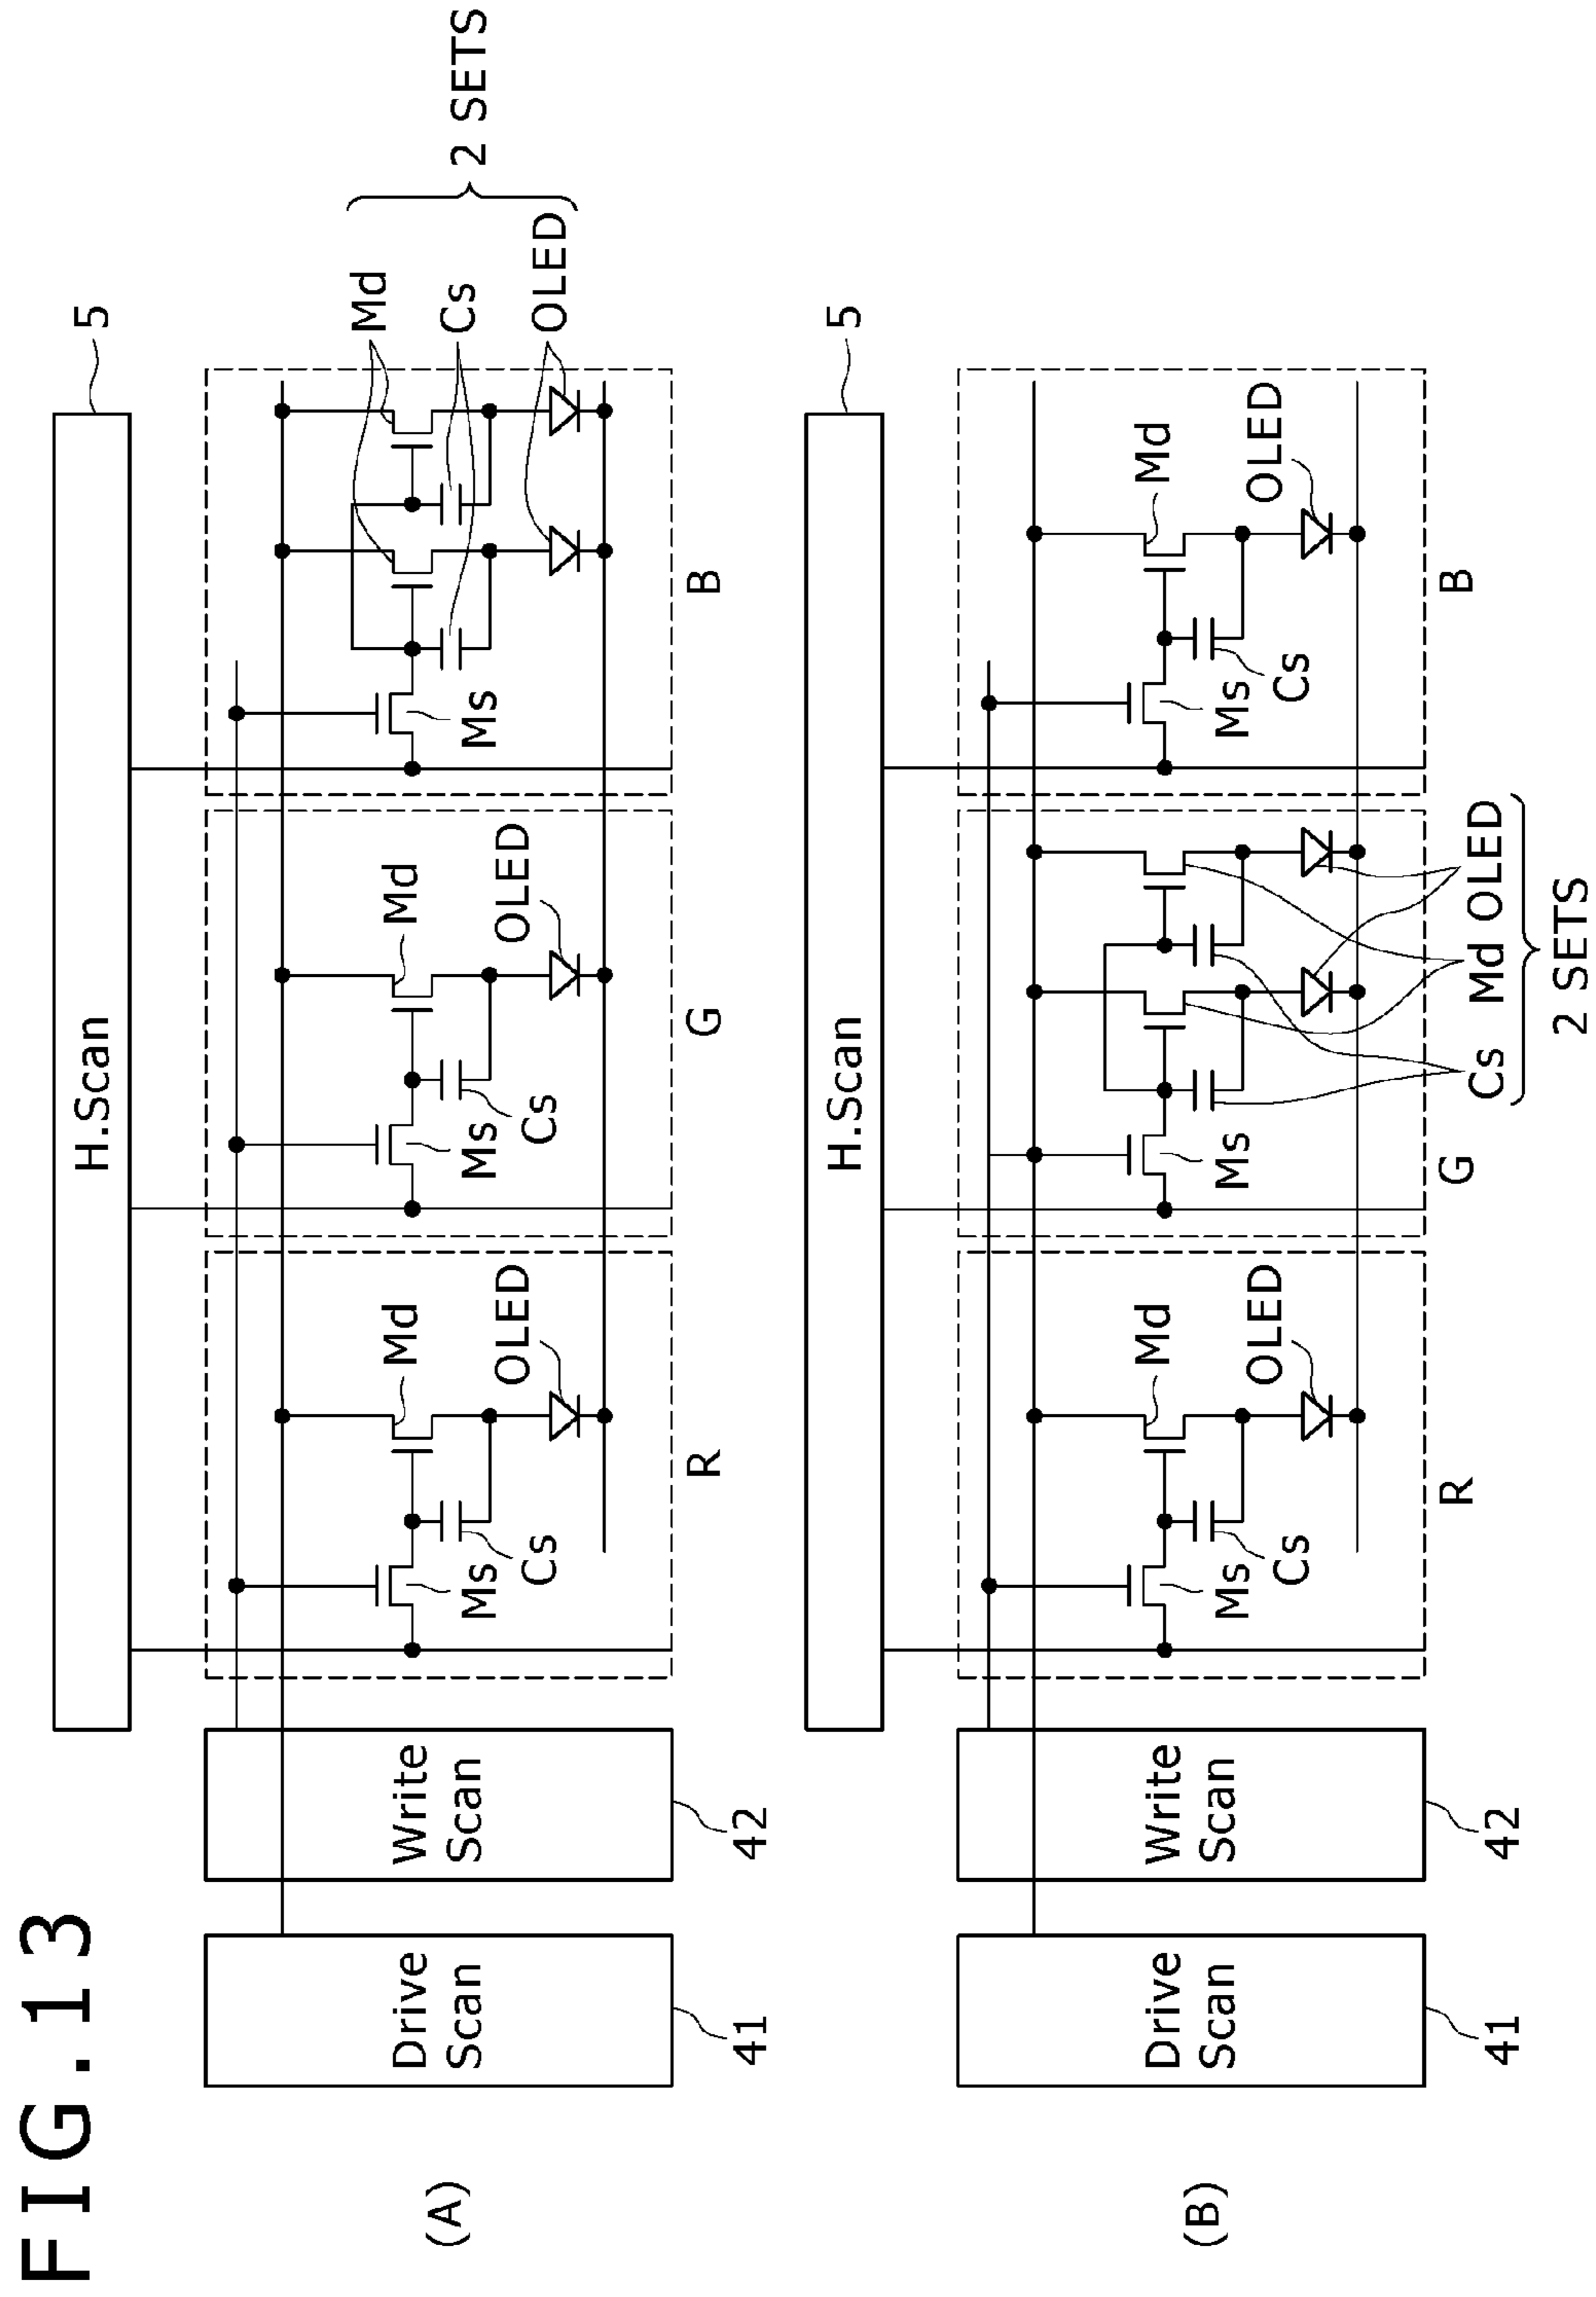 FIG.13
(A)
H.Scan
5
Drive
Scan
41
Write
Scan
42
Ms
Cs
Md
OLED
R
Ms
Cs
Md
OLED
G
Ms
Md
Cs
OLED
2 SETS
B
(B)
H.Scan
5
Drive
Scan
41
Write
Scan
42
Ms
Cs
Md
OLED
R
Ms
G
Cs
Md
OLED
2 SETS
Ms
Cs
Md
OLED
B